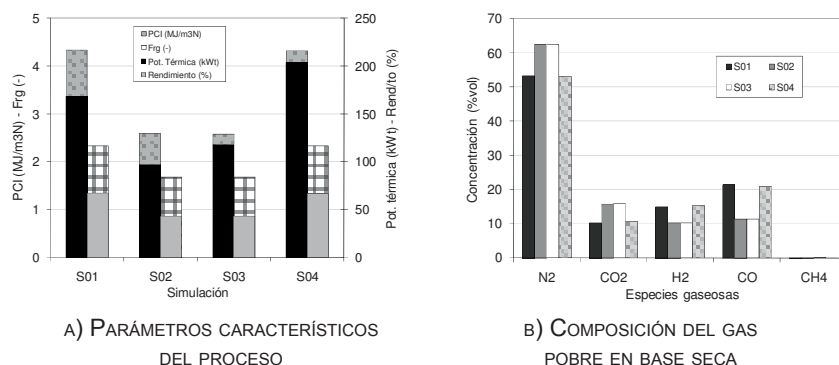 5
4
3
2
1
0
PCI (MJ/m3N) - Frg (-)
PCI (MJ/m3N)
Frg (-)
Pot. Térmica (kWt)
Rendimiento (%)
250
200
150
100
50
0
Pot. térmica (kWt) - Rend/to (%)
S01 S02 S03 S04
Simulación
A) PARÁMETROS CARACTERÍSTICOS
DEL PROCESO
70
60
50
40
30
20
10
0
Concentración (%vol)
S01 S02
S03 S04
N2 CO2 H2 CO CH4
Especies gaseosas
B) COMPOSICIÓN DEL GAS
POBRE EN BASE SECA